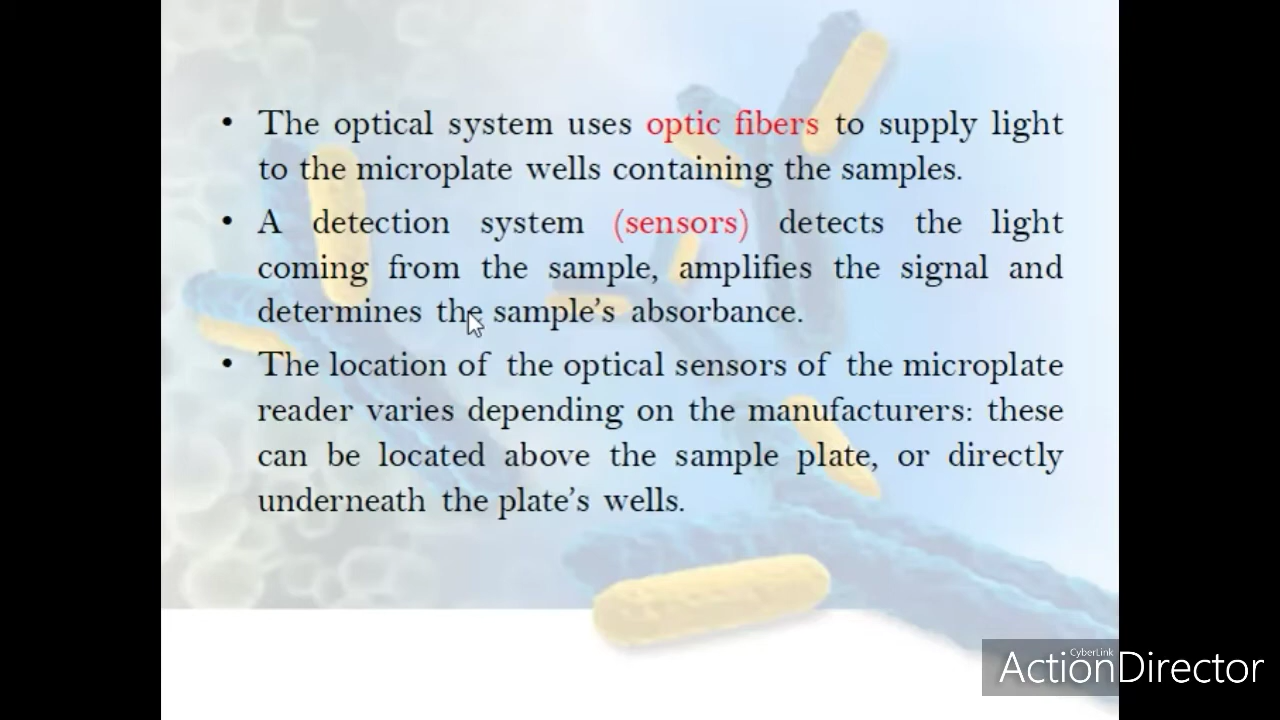 • The optical system uses optic fibers to supply light
to the microplate wells containing the samples.
• A detection system (sensors) detects the light
coming from the sample, amplifies the signal and
determines the sample’s absorbance.
• The location of the optical sensors of the microplate
reader varies depending on the manufacturers: these
can be located above the sample plate, or directly
underneath the plate’s wells.
CyberLink
ActionDirector